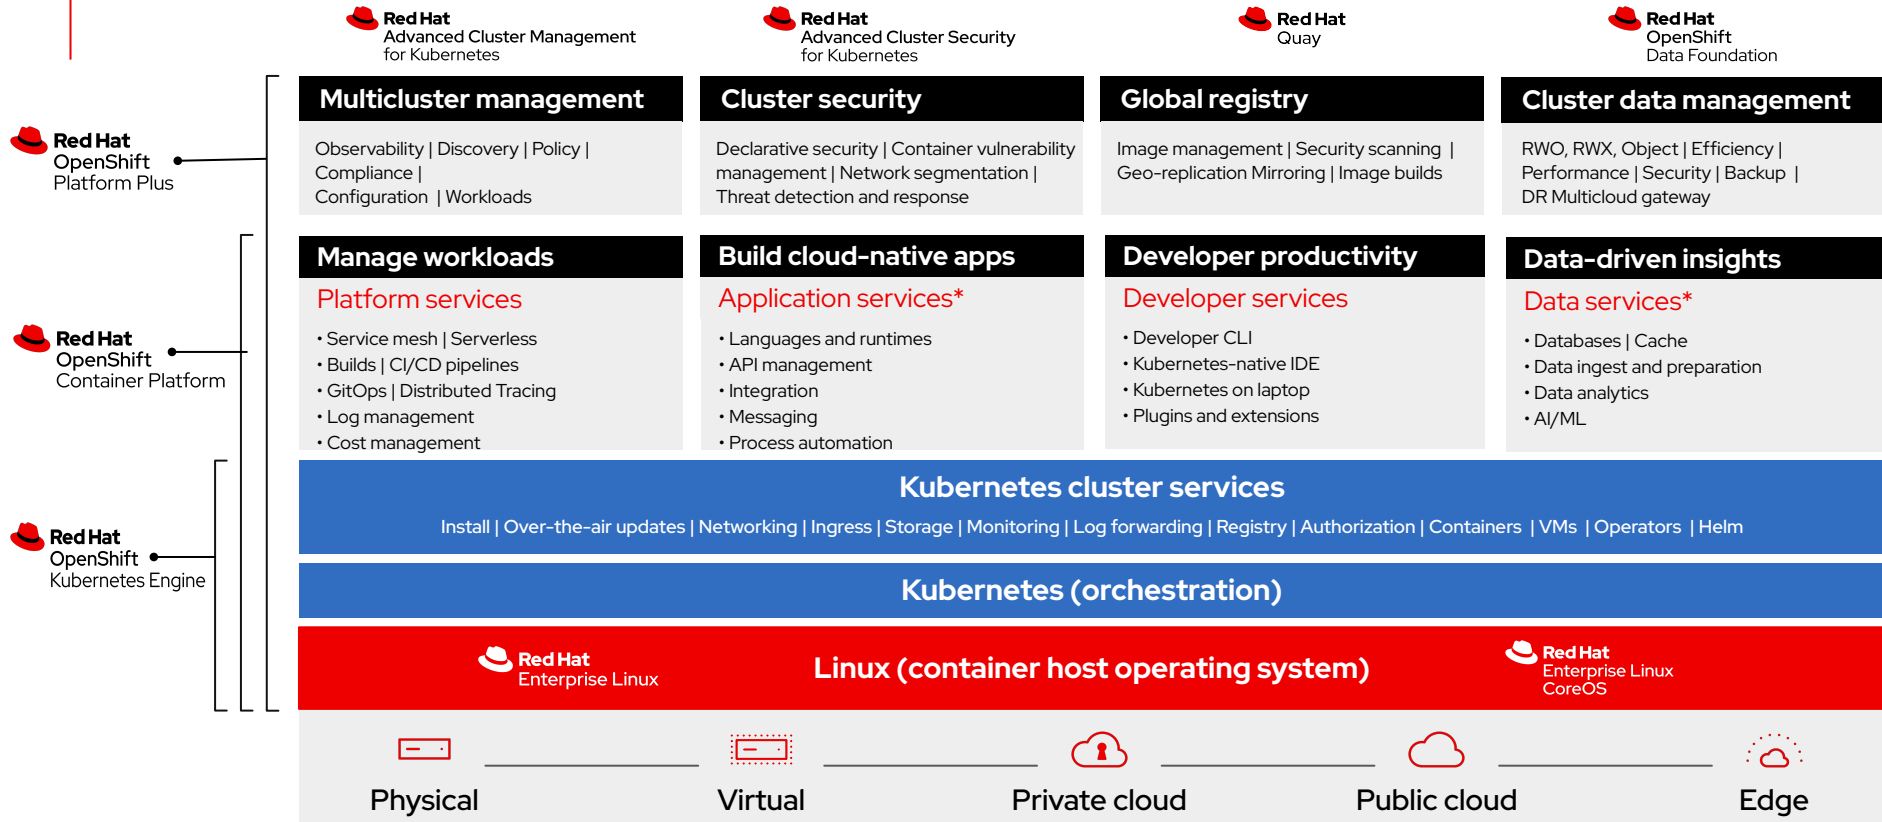 Red Hat
Advanced Cluster Management
for Kubernetes
Red Hat
Advanced Cluster Security
for Kubernetes
Red Hat
Quay
Red Hat
OpenShift
Data Foundation
Red Hat
OpenShift
Platform Plus
Multicluster management
Observability | Discovery | Policy |
Compliance |
Configuration | Workloads
Cluster security
Declarative security | Container vulnerability
management | Network segmentation |
Threat detection and response
Global registry
Image management | Security scanning |
Geo-replication Mirroring | Image builds
Cluster data management
RWO, RWX, Object | Efficiency |
Performance | Security | Backup |
DR Multicloud gateway
Red Hat
OpenShift
Container Platform
Manage workloads
Platform services
• Service mesh | Serverless
• Builds | CI/CD pipelines
• GitOps | Distributed Tracing
• Log management
• Cost management
Build cloud-native apps
Application services*
• Languages and runtimes
• API management
• Integration
• Messaging
• Process automation
Developer productivity
Developer services
• Developer CLI
• Kubernetes-native IDE
• Kubernetes on laptop
• Plugins and extensions
Data-driven insights
Data services*
• Databases | Cache
• Data ingest and preparation
• Data analytics
• AI/ML
Red Hat
OpenShift
Kubernetes Engine
Kubernetes cluster services
Install | Over-the-air updates | Networking | Ingress | Storage | Monitoring | Log forwarding | Registry | Authorization | Containers | VMs | Operators | Helm
Kubernetes (orchestration)
Red Hat
Enterprise Linux
Linux (container host operating system)
Red Hat
Enterprise Linux
CoreOS
Physical
Virtual
Private cloud
Public cloud
Edge